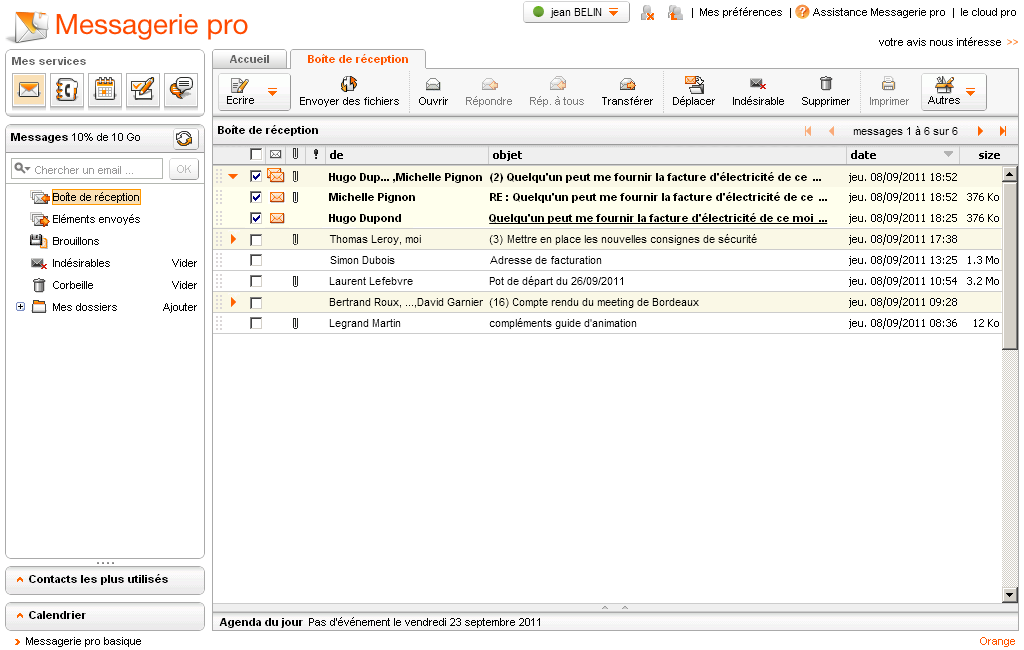 Messagerie pro
jean BELIN | Mes préférences | Assistance Messagerie pro | le cloud pro
votre avis nous intéresse >>
Mes services
Accueil Boîte de réception
Ecrire Envoyer des fichiers Ouvrir Répondre Rép. à tous Transférer Déplacer Indésirable Supprimer Imprimer Autres
Messages 10% de 10 Go
Boîte de réception messages 1 à 6 sur 6
Chercher un email .... OK
de objet date size
Hugo Dup... ,Michelle Pignon (2) Quelqu'un peut me fournir la facture d'électricité de ce ... jeu. 08/09/2011 18:52
Michelle Pignon RE : Quelqu'un peut me fournir la facture d'électricité de ce ... jeu. 08/09/2011 18:52 376 Ko
Hugo Dupond Quelqu'un peut me fournir la facture d'électricité de ce moi ... jeu. 08/09/2011 18:25 376 Ko
Thomas Leroy, moi (3) Mettre en place les nouvelles consignes de sécurité jeu. 08/09/2011 17:38
Simon Dubois Adresse de facturation jeu. 08/09/2011 13:25 1.3 Mo
Laurent Lefebvre Pot de départ du 26/09/2011 jeu. 08/09/2011 10:54 3.2 Mo
Bertrand Roux, ...,David Garnier (16) Compte rendu du meeting de Bordeaux jeu. 08/09/2011 09:28
Legrand Martin compléments guide d'animation jeu. 08/09/2011 08:36 12 Ko
Boîte de réception
Eléments envoyés
Brouillons
Indésirables Vider
Corbeille Vider
Mes dossiers Ajouter
Contacts les plus utilisés
Calendrier
Agenda du jour Pas d'événement le vendredi 23 septembre 2011
Messagerie pro basique
Orange